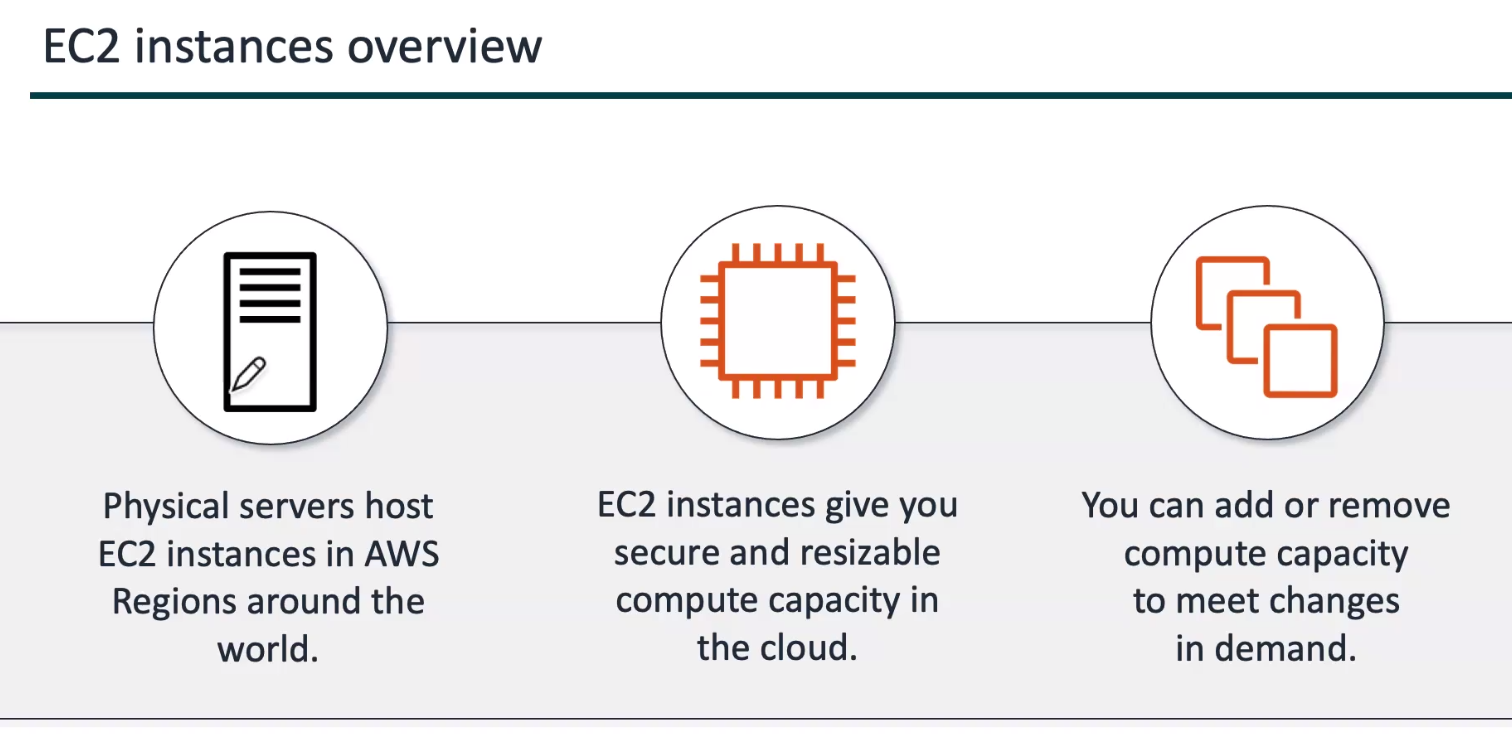 EC2 instances overview
Physical servers host
EC2 instances in AWS
Regions around the
world.
EC2 instances give you
secure and resizable
compute capacity in
the cloud.
You can add or remove
compute capacity
to meet changes
in demand.